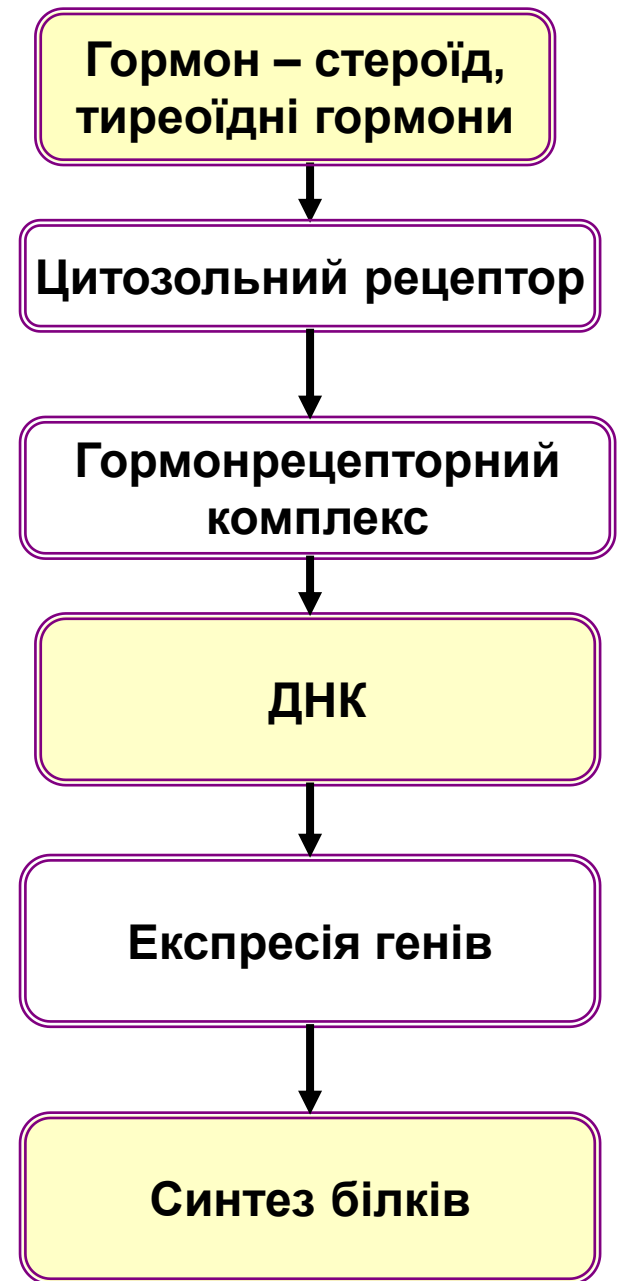 Гормон – стероїд,
тиреоїдні гормони
Цитозольний рецептор
Гормонрецепторний
комплекс
ДНК
Експресія генів
Синтез білків